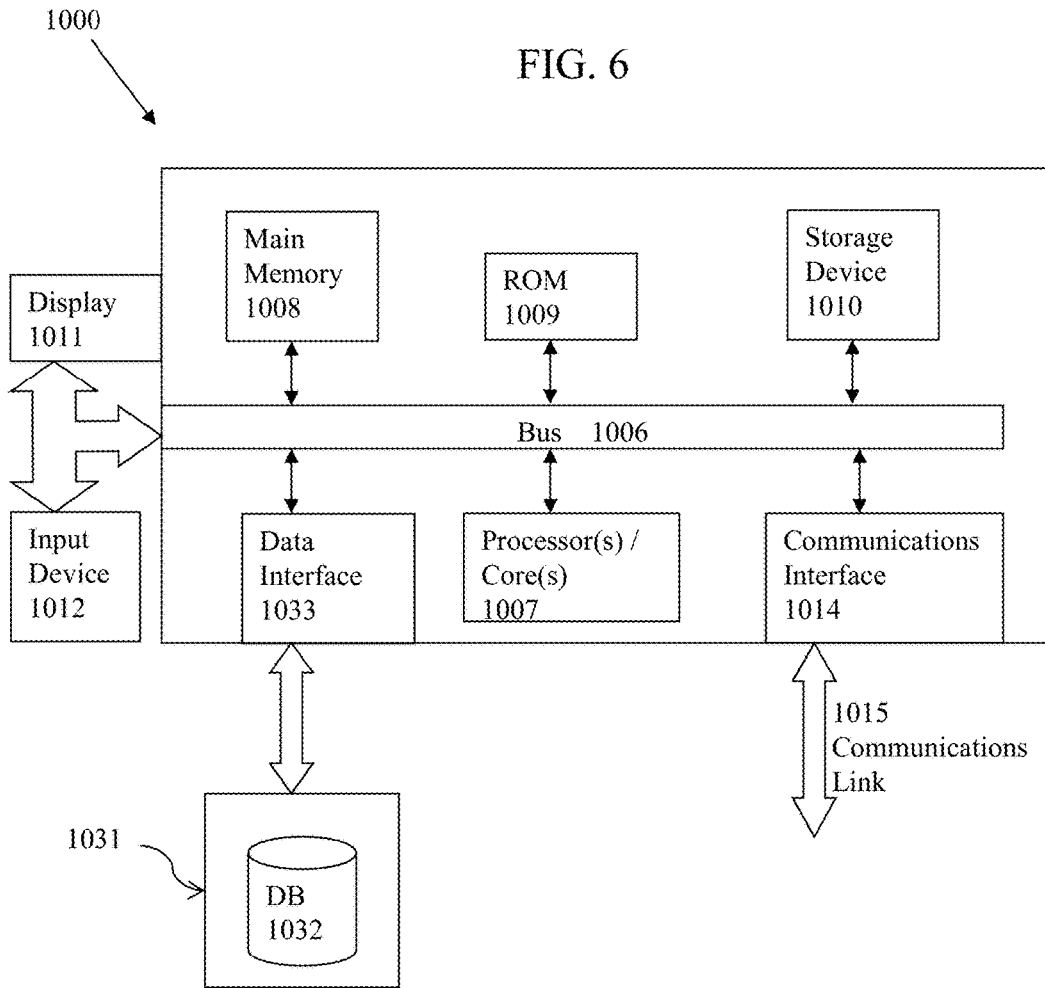 1000
FIG. 6
Main
Memory
1008
ROM
1009
Storage
Device
1010
Display
1011
Bus 1006
Input
Device
1012
Data
Interface
1033
Processor(s) /
Core(s)
1007
Communications
Interface
1014
1015
Communications
Link
1031
DB
1032